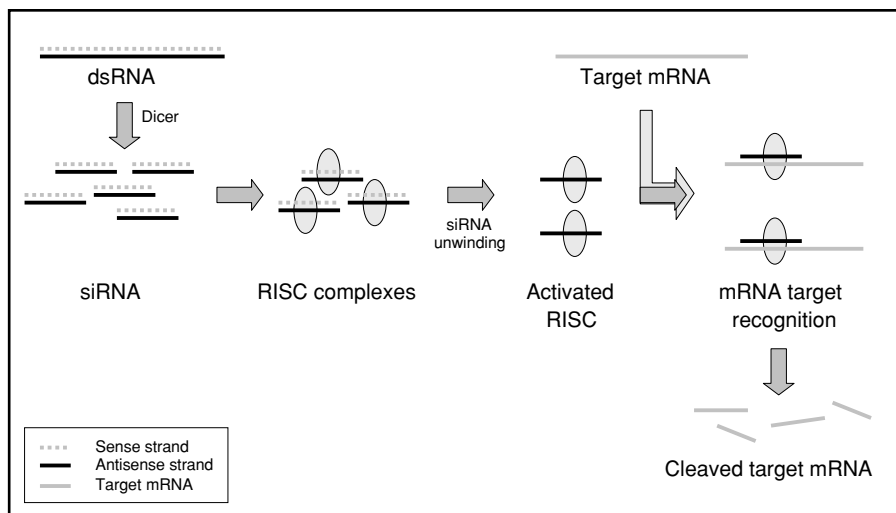 dsRNA
Target mRNA
Dicer
siRNA
unwinding
siRNA
RISC complexes
Activated
RISC
mRNA target
recognition
Sense strand
Antisense strand
Target mRNA
Cleaved target mRNA